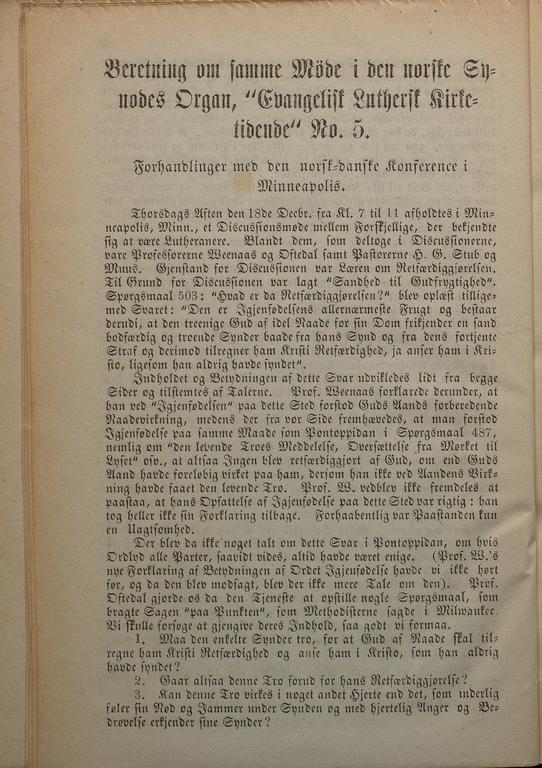 Beretning om samme Möde i den norske Sy=
nodes Organ, "Evangelisk Luthersk Kirke=
tidende" No. 5.
Forhandlinger med den norsk=danske Konference i
Minneapolis.
Thorsdags Aften den 18de Decbr. fra Kl. 7 til 11 afholdtes i Min=
neapolis, Minn., et Discussionsmøde mellem Forskjellige, der bekjendte
sig at være Lutheranere. Blandt dem, som deltoge i Discussionerne,
vare Professorerne Weenaas og Oftedal samt Pastorerne H. G. Stub og
Muus. Gjenstand for Discussionen var Læren om Retfærdiggjørelsen.
Til Grund for Discussionen var lagt "Sandhed til Gudfrygtighed".
Spørgsmaal 503: "Hvad er da Retfærdiggjørelsen?" blev oplæst tillige=
med Svaret: "Den er Igjenfødelsens allernærmeste Frugt og bestaar
derudi, at den treenige Gud af idel Naade før sin Dom frikjender en sand
bodfærdig og troende Synder baade fra hans Synd og fra dens fortjente
Straf og derimod tilregner ham Kristi Retfærdighed, ja anser ham i Kri=
sto, ligesom han aldrig havde syndet".
Indholdet og Betydningen af dette Svar udvikledes lidt fra begge
Sider og tilstemtes af Talerne. Prof. Weenaas forklarede derunder, at
han ved "Igjenfødelsen" paa dette Sted forstod Guds Aands forberedende
Naadevirkning, medens der fra vor Side fremhævedes, at man forstod
Igjenfødelse paa samme Maade som Pontoppidan i Spørgsmaal 487,
nemlig om "den levende Troes Meddelelse, Oversættelse fra Mørket til
Lyset" osv., at altsaa Ingen blev retfærdiggjort af Gud, om end Guds
Aand havde foreløbig virket paa ham, dersom han ikke ved Aandens Virk=
ning havde faaet den levende Tro. Prof. W. vedblev ikke fremdeles at
paastaa, at hans Opfattelse af Igjenfødelse paa dette Sted var rigtig: han
tog heller ikke sin Forklaring tilbage. Forhaabentlig var Paastanden kun
en Uagtsomhed.
Der blev da ikke noget talt om dette Svar i Pontoppidan, om hvis
Ordlyd alle Parter, saavidt vides, altid havde været enige. (Prof. W.'s
nye Forklaring af Betydningen af Ordet Igjenfødelse havde vi ikke hørt
før, og da den blev modsagt, blev der ikke mere Tale om den). Prof.
Oftedal gjorde os da den Tjeneste at opstille nogle Spørgsmaal, som
bragte Sagen "paa Punkten", som Methodisterne sagde i Milwaukee.
Vi skulle forsøge at gjengive deres Indhold, saa godt vi formaa.
1. Maa den enkelte Synder tro, for at Gud af Naade skal til=
regne ham Kristi Retfærdighed og anse ham i Kristo, som han aldrig
havde syndet?
2. Gaar altsaa denne Tro forud for hans Retfærdiggjørelse?
3. Kan denne Tro virkes i noget andet Hjerte end det, som inderlig
føler sin Nød og Jammer under Synden og med hjertelig Anger og Be=
drøvelse erkjender sine Synder?